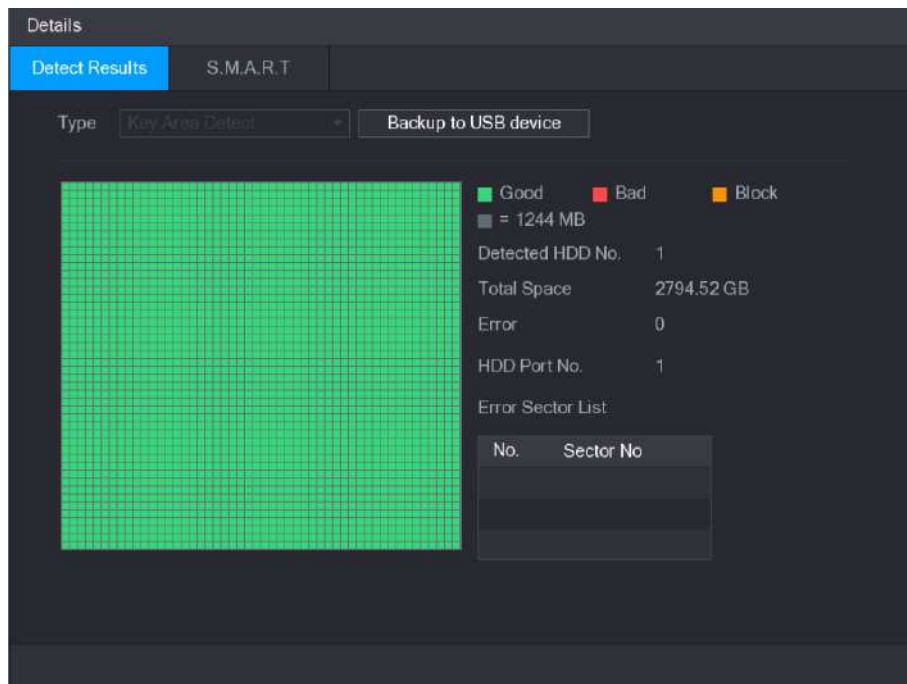 Details
Detect Results S.M.A.R.T
Type Key Area Detect Backup to USB device
Good Bad Block
= 1244 MB
Detected HDD No. 1
Total Space 2794.52 GB
Error 0
HDD Port No. 1
Error Sector List
No. Sector No